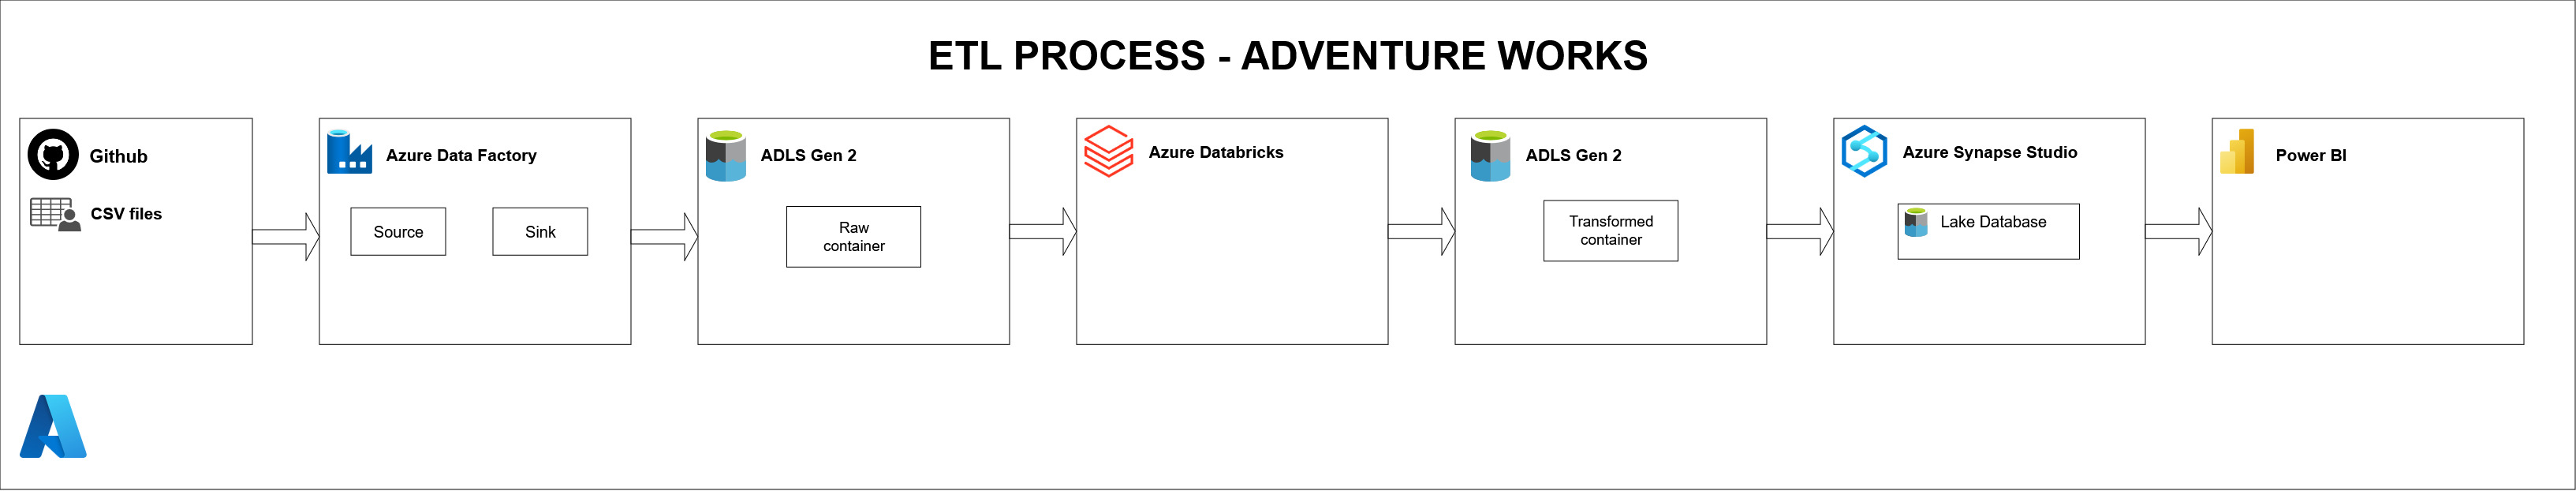 ETL PROCESS - ADVENTURE WORKS
Github
CSV files
Azure Data Factory
Source
Sink
ADLS Gen 2
Raw
container
Azure Databricks
ADLS Gen 2
Transformed
container
Azure Synapse Studio
Lake Database
Power BI